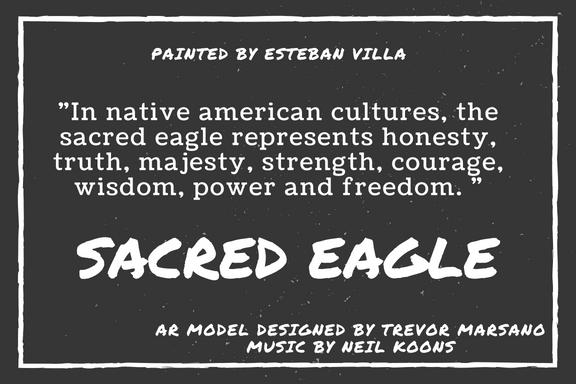 PAINTED BY ESTEBAN VILLA
"In native american cultures, the
sacred eagle represents honesty,
truth, majesty, strength, courage,
wisdom, power and freedom. "
SACRED EAGLE
AR MODEL DESIGNED BY TREVOR MARSANO
MUSIC BY NEIL KOONS